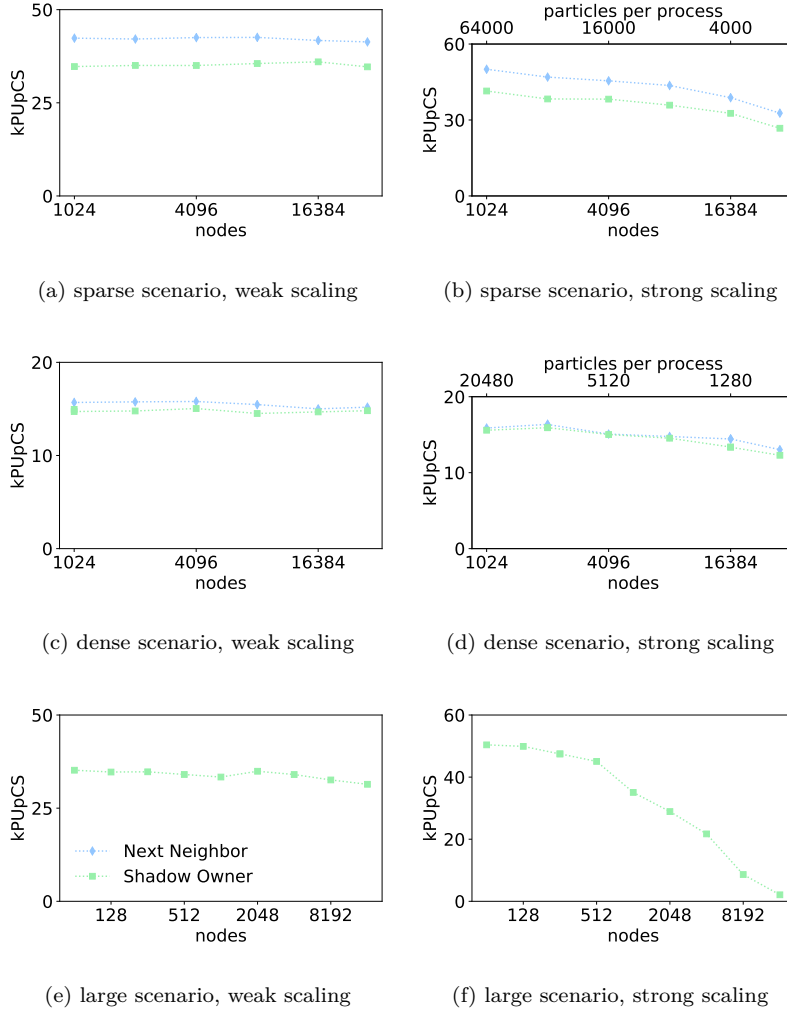 50
25
0
kPUpCS
1024
4096
16384
nodes
particles per process
64000
16000
4000
60
30
0
kPUpCS
1024
4096
16384
nodes
(a) sparse scenario, weak scaling
(b) sparse scenario, strong scaling
20
10
0
kPUpCS
1024
4096
16384
nodes
particles per process
20480
5120
1280
20
10
0
kPUpCS
1024
4096
16384
nodes
(c) dense scenario, weak scaling
(d) dense scenario, strong scaling
50
25
0
kPUpCS
Next Neighbor
Shadow Owner
128
512
2048
8192
nodes
60
40
20
0
kPUpCS
128
512
2048
8192
nodes
(e) large scenario, weak scaling
(f) large scenario, strong scaling